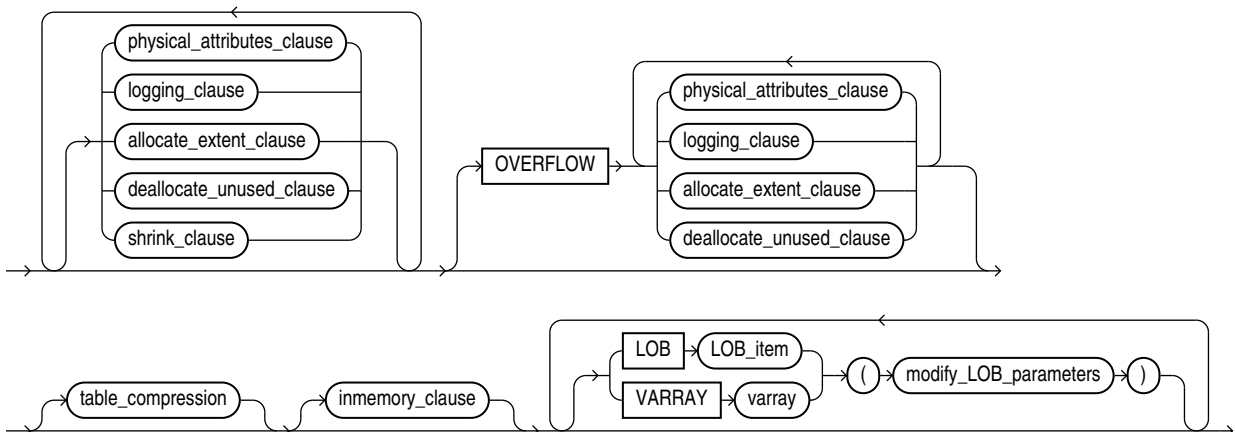 physical_attributes_clause
logging_clause
allocate_extent_clause
deallocate_unused_clause
shrink_clause
OVERFLOW
physical_attributes_clause
logging_clause
allocate_extent_clause
deallocate_unused_clause
table_compression
inmemory_clause
LOB LOB_item
VARRAY varray
( modify_LOB_parameters )